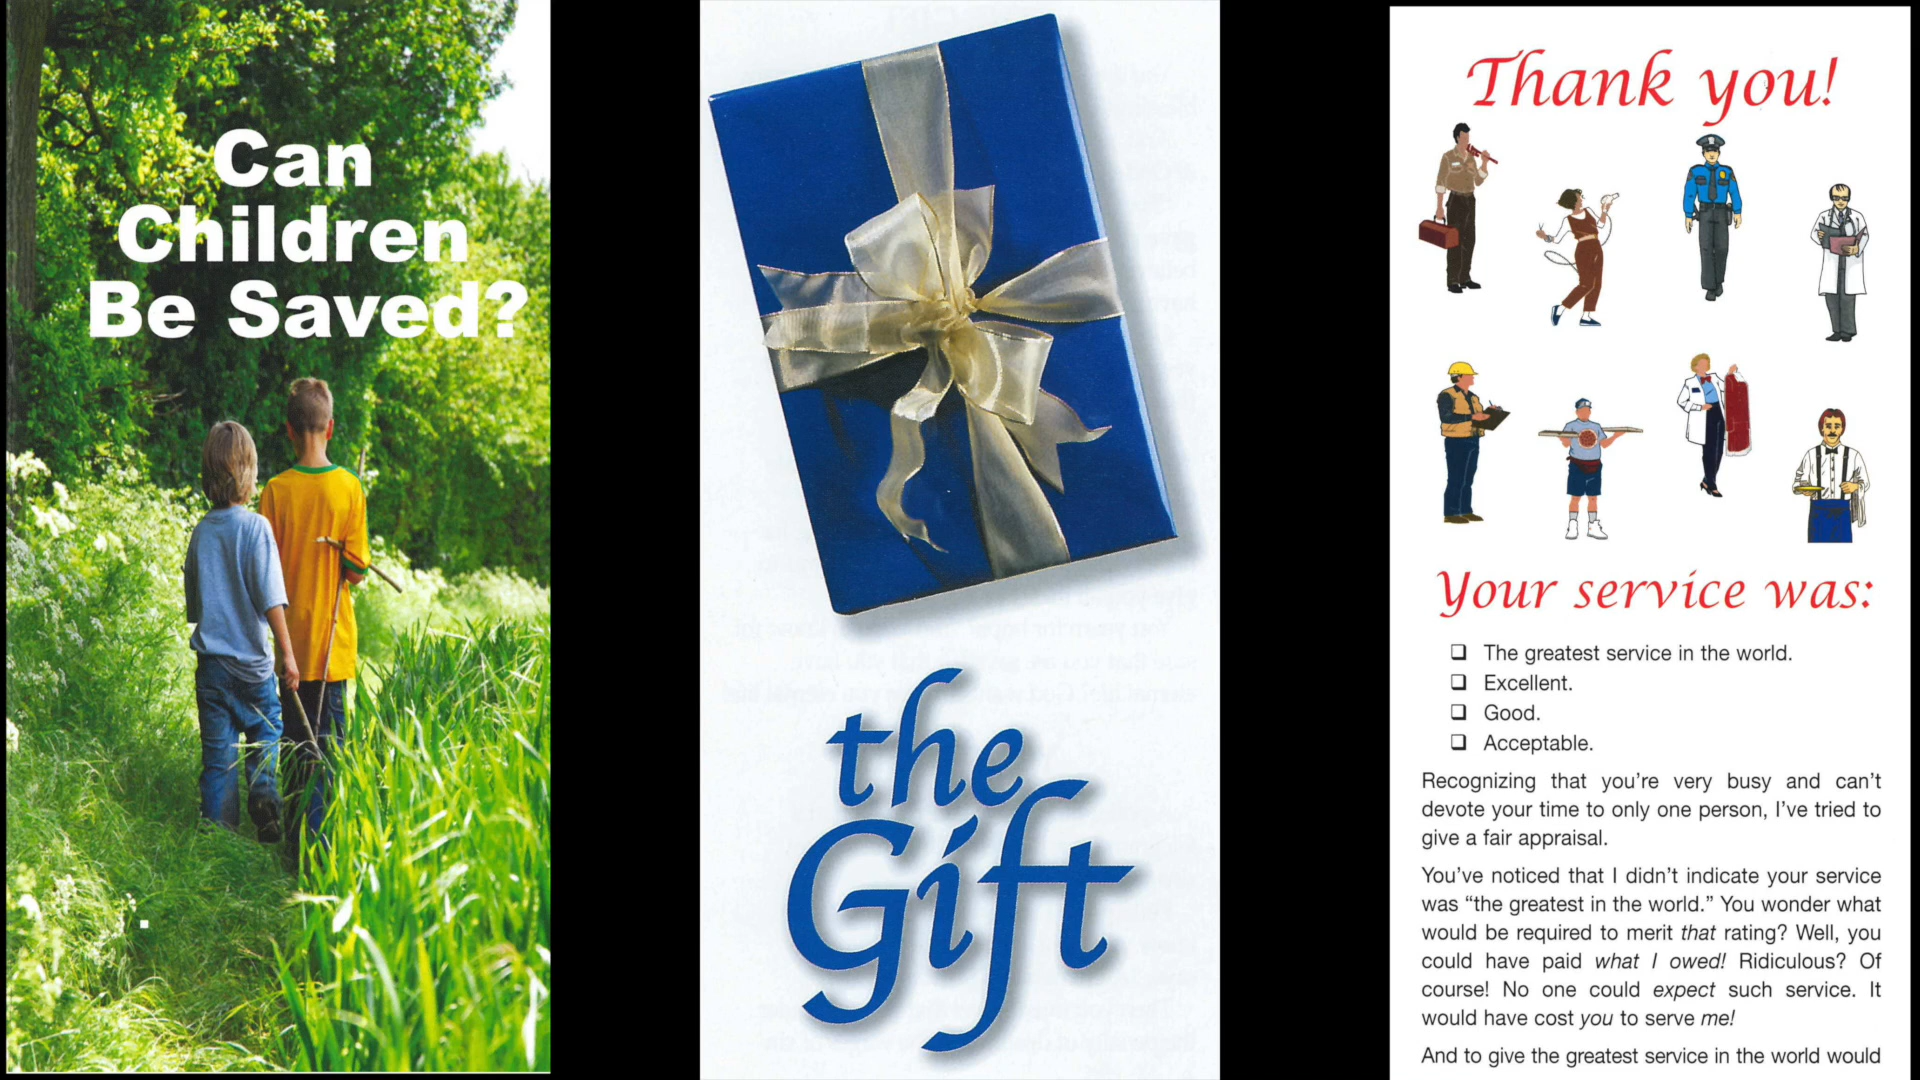 Can
Children
Be Saved?
the
Gift
Thank you!
Your service was:
❑ The greatest service in the world.
❑ Excellent.
❑ Good.
❑ Acceptable.
Recognizing that you're very busy and can't
devote your time to only one person, I've tried to
give a fair appraisal.
You've noticed that I didn't indicate your service
was “the greatest in the world.” You wonder what
would be required to merit that rating? Well, you
could have paid what I owed! Ridiculous? Of
course! No one could expect such service. It
would have cost you to serve me!
And to give the greatest service in the world would